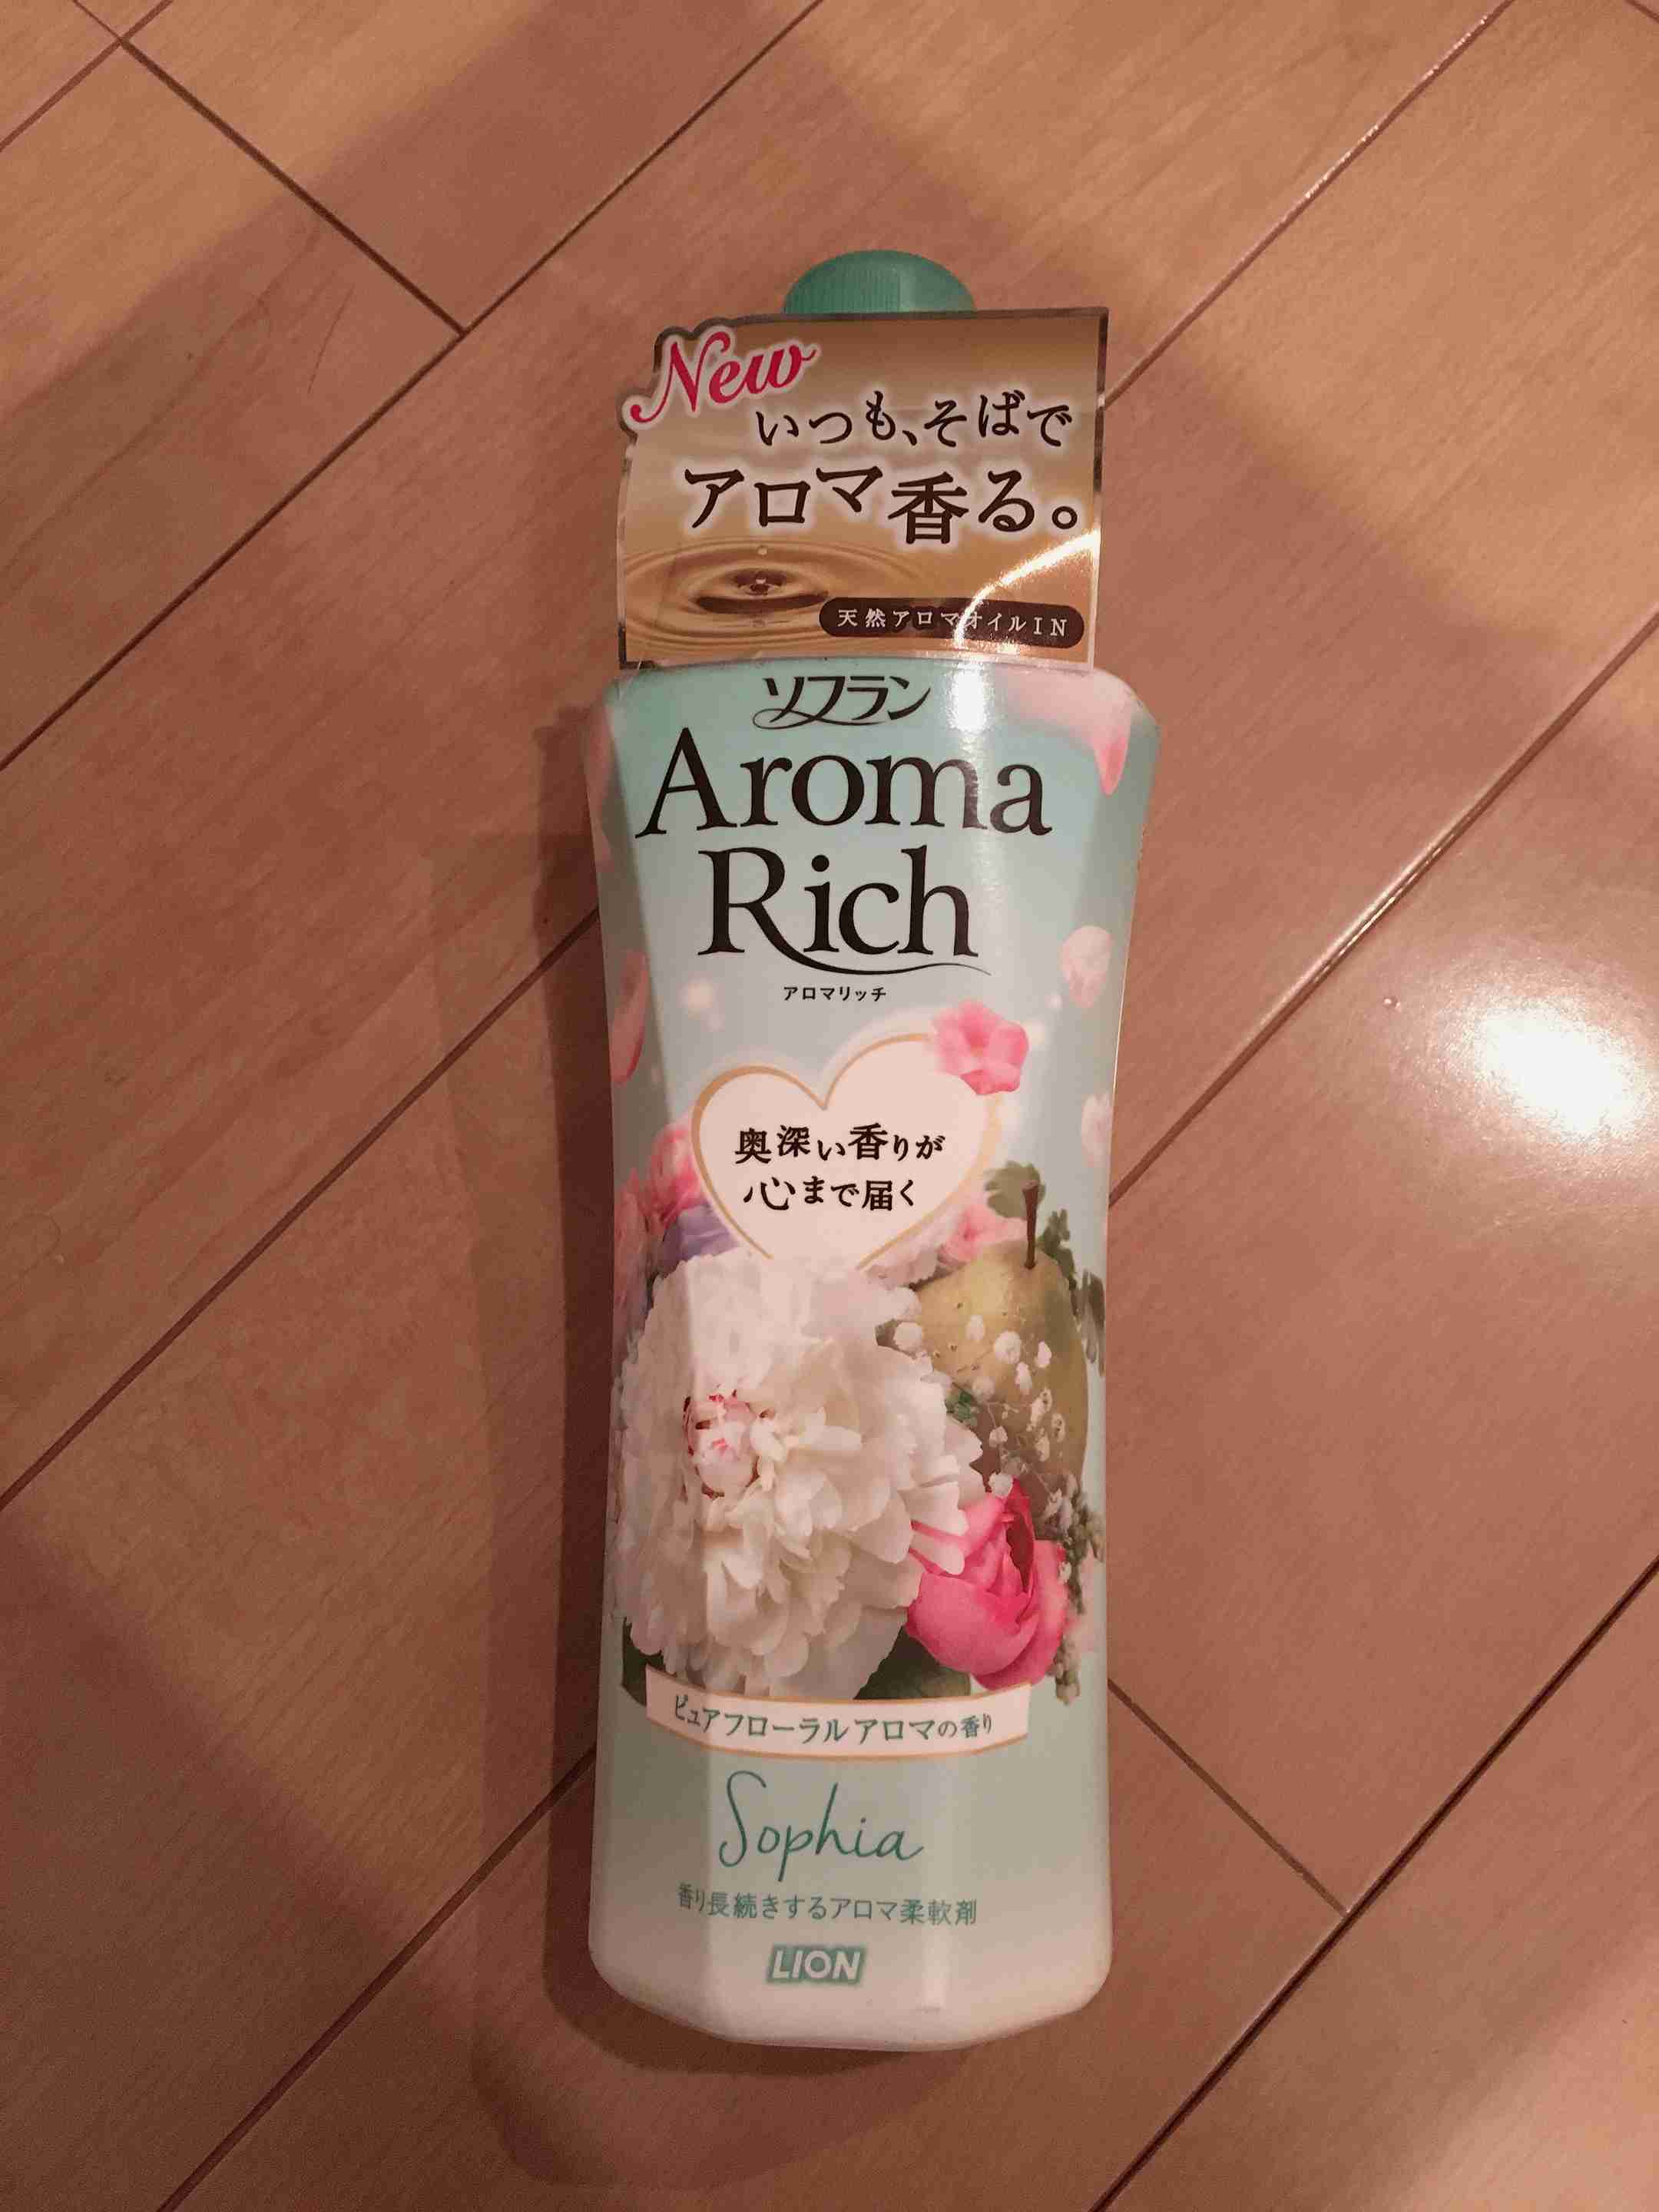 New
いつも、そばで
アロマ香る。
天然アロマオイルIN
ソフラン
Aroma
Rich
アロマリッチ
奥深い香りが
心まで届く
ピュアフローラルアロマの香り
Sophia
香り長続きするアロマ柔軟剤
LION